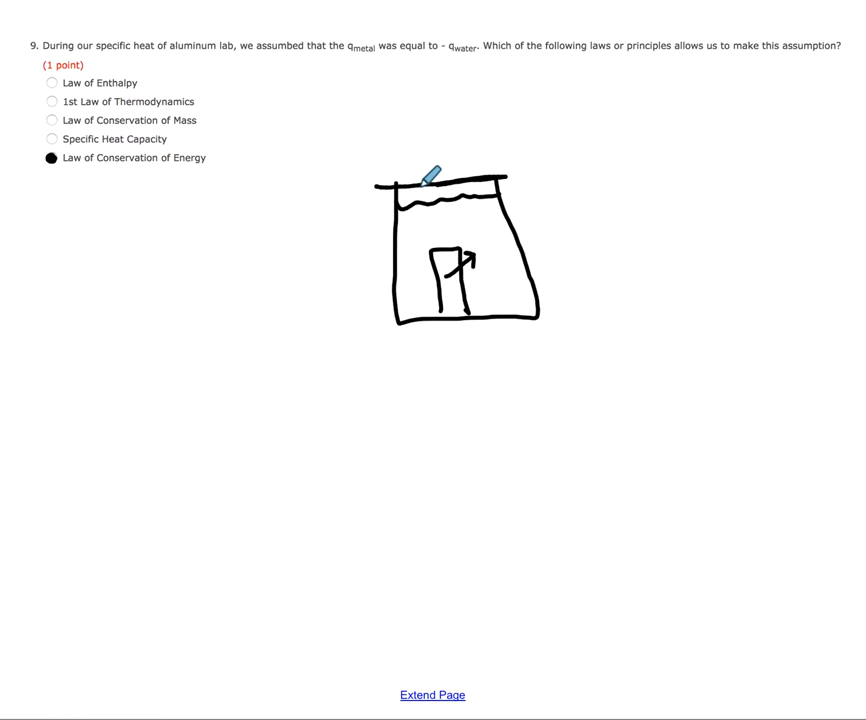 9. During our specific heat of aluminum lab, we assumbed that the qmetal was equal to - qwater. Which of the following laws or principles allows us to make this assumption?
(1 point)
Law of Enthalpy
1st Law of Thermodynamics
Law of Conservation of Mass
Specific Heat Capacity
Law of Conservation of Energy
Extend Page